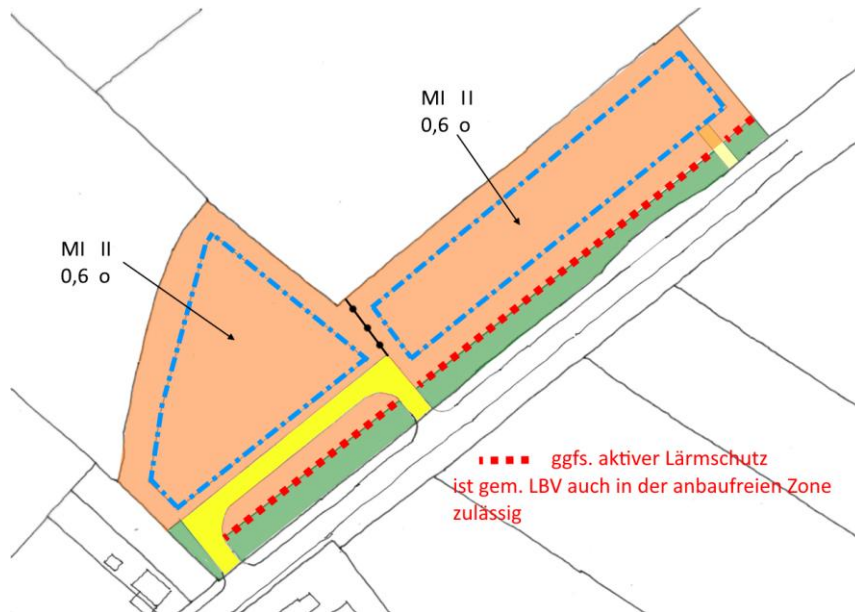 MI II
0,6 o
MI II
0,6 o
ggfs. aktiver Lärmschutz
ist gem. LBV auch in der anbaufreien Zone
zulässig